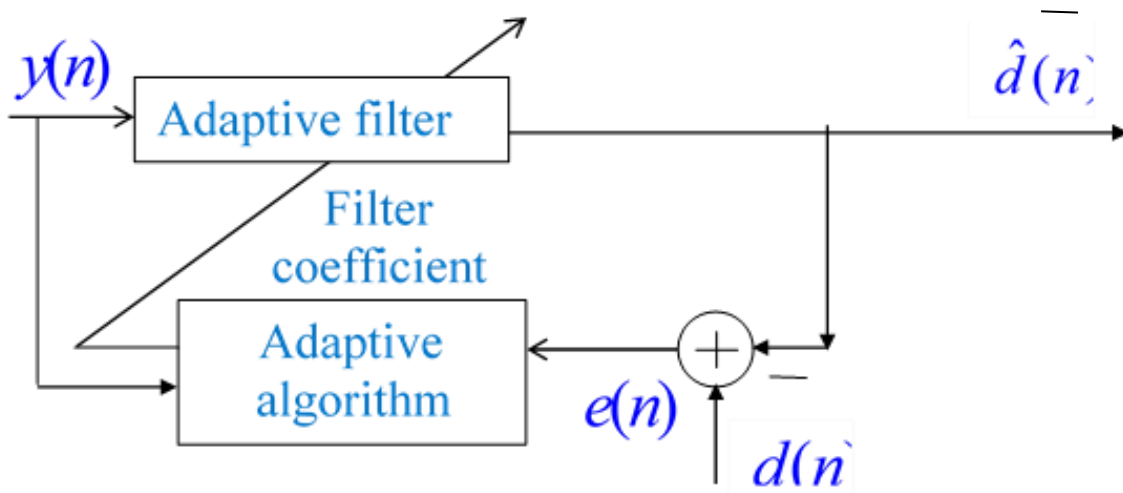 y(n)
d̂(n)
Adaptive filter
Filter
coefficient
Adaptive
algorithm
+
−
e(n)
d(n